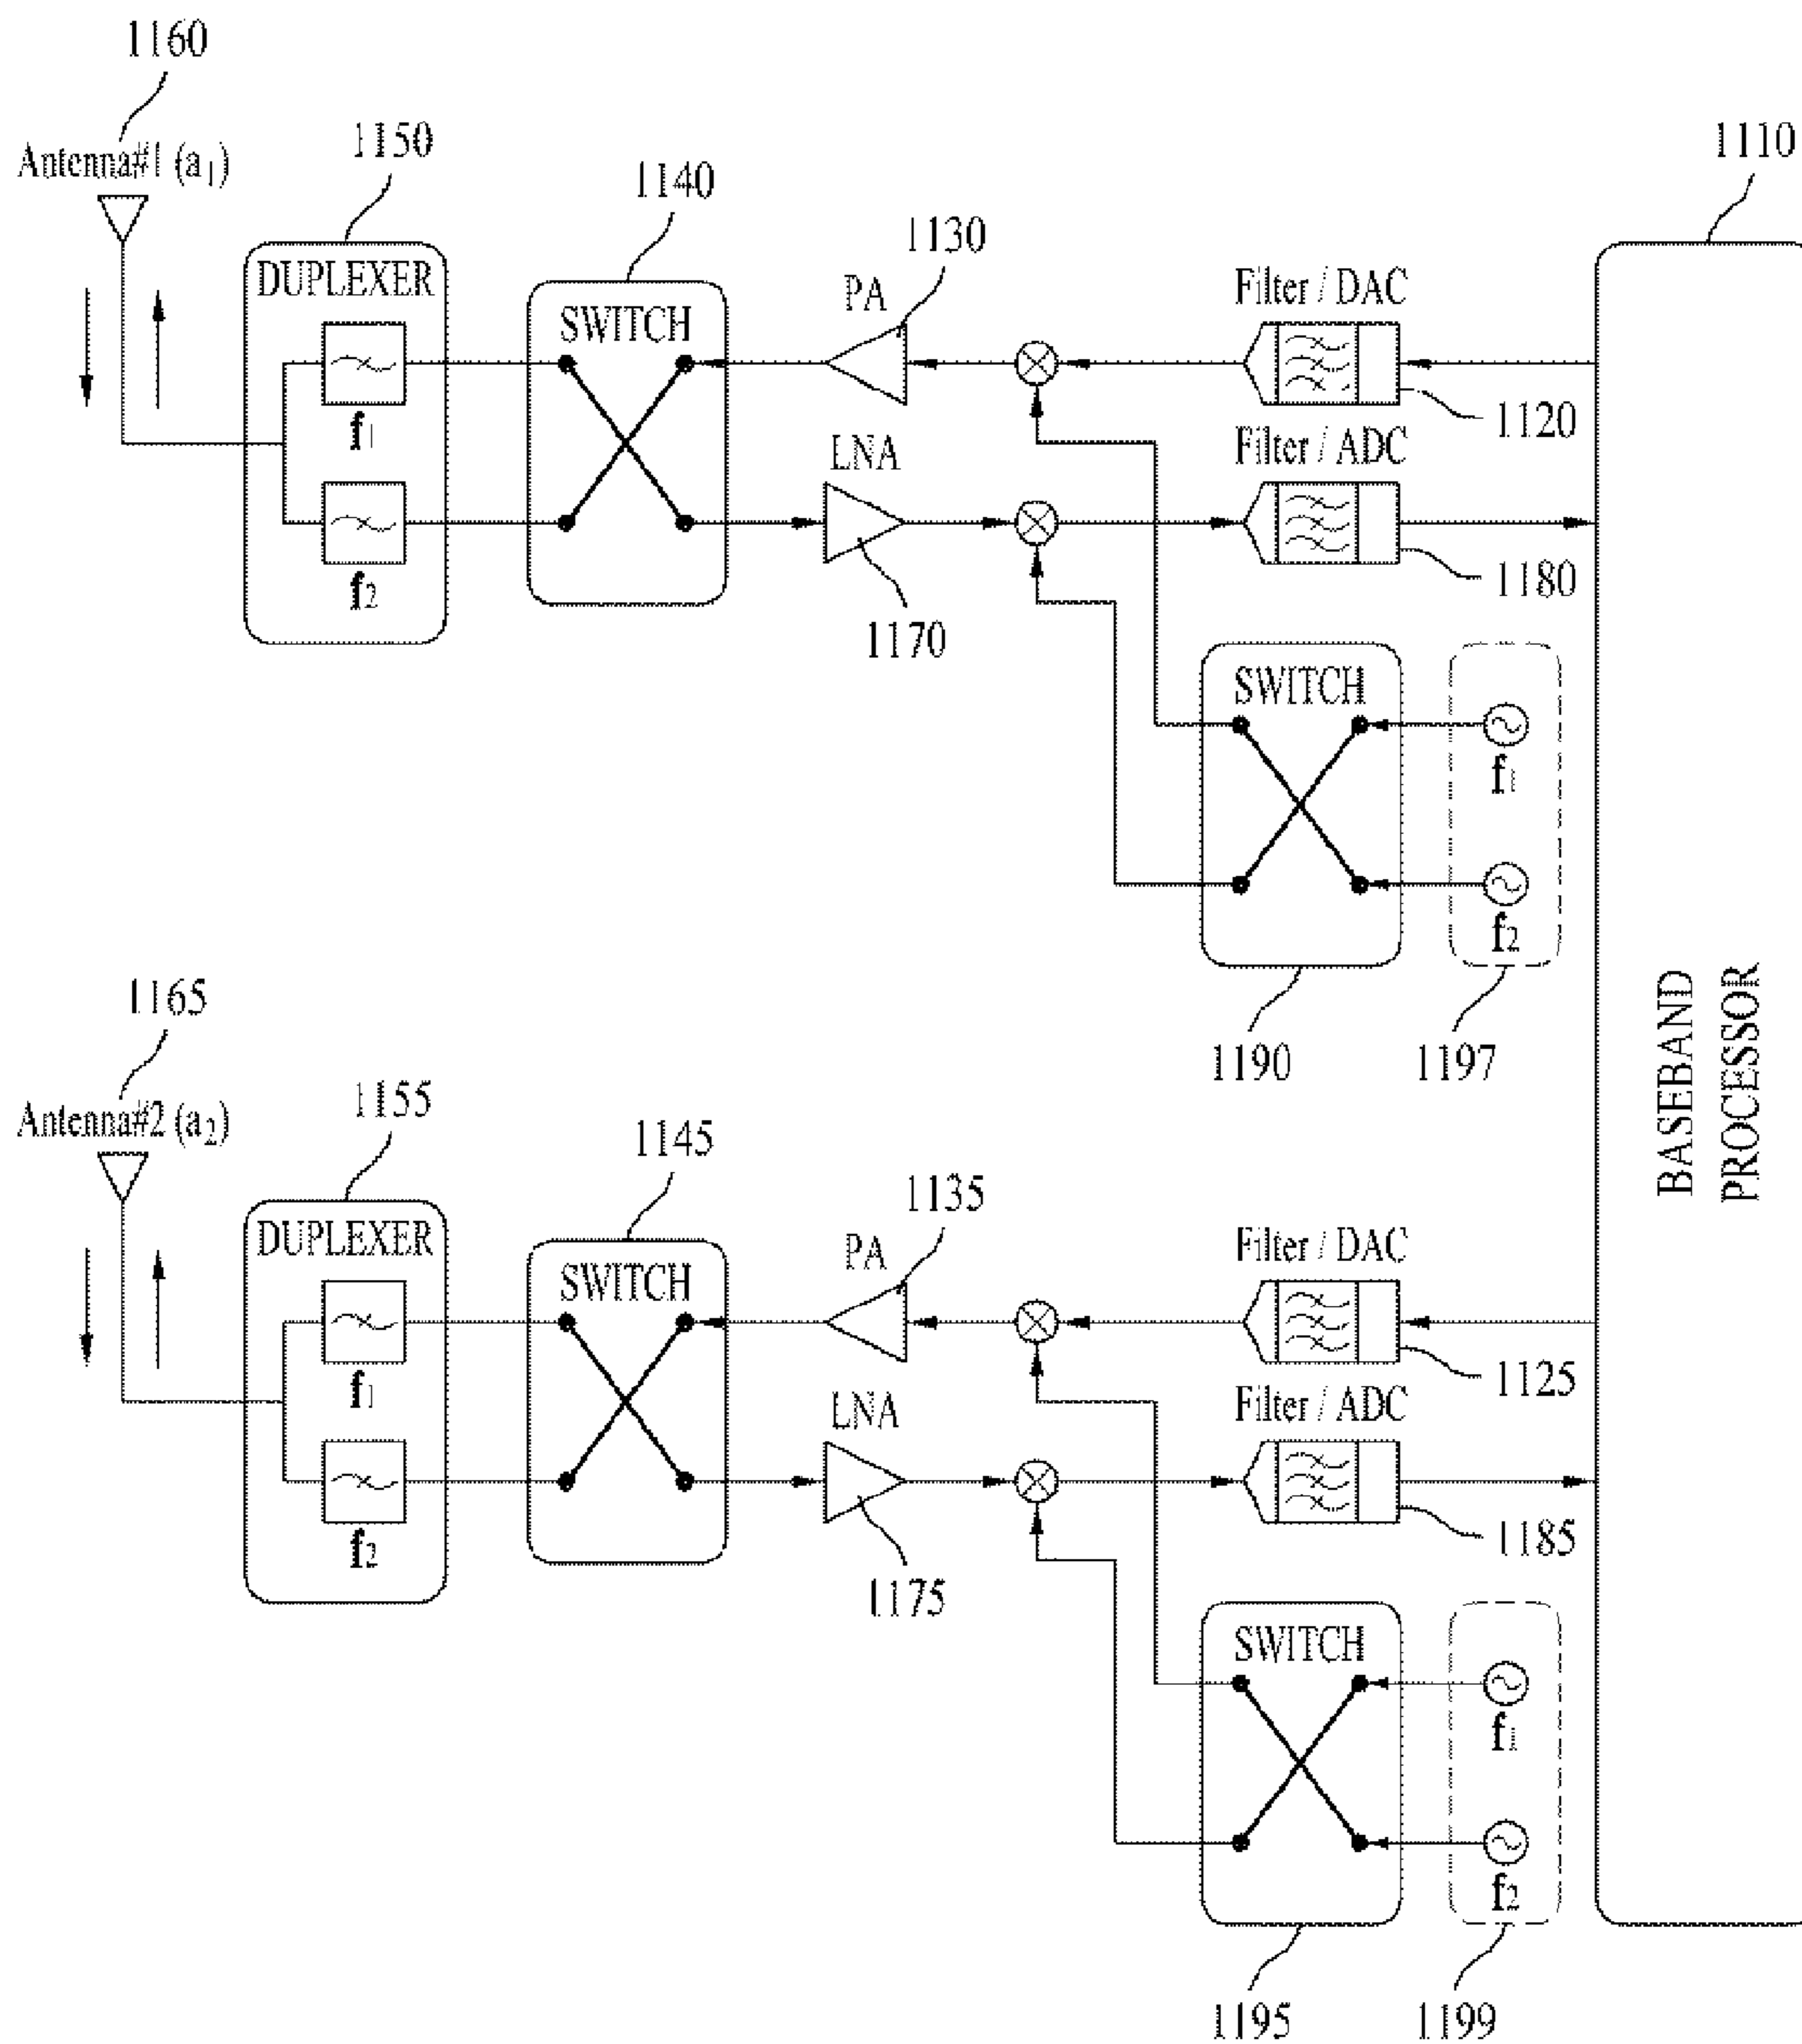 1160
Antenna#1 (a1)
1150
1140
1130
1110
DUPLEXER
SWITCH
PA
Filter / DAC
f1
1120
LNA
Filter / ADC
f2
1180
1170
SWITCH
f1
f2
1190
1197
BASEBAND
PROCESSOR
1165
Antenna#2 (a2)
1155
1145
1135
DUPLEXER
SWITCH
PA
Filter / DAC
f1
1125
LNA
Filter / ADC
f2
1185
1175
SWITCH
f1
f2
1195
1199